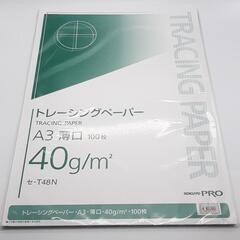 トレーシングペーパー
TRACING PAPER
A3 薄口 100枚
40g/m²
セ-T48N
TRACING PAPER
KOKUYO PRO
トレーシングペーパー・A3・薄口・40g/m²・100枚